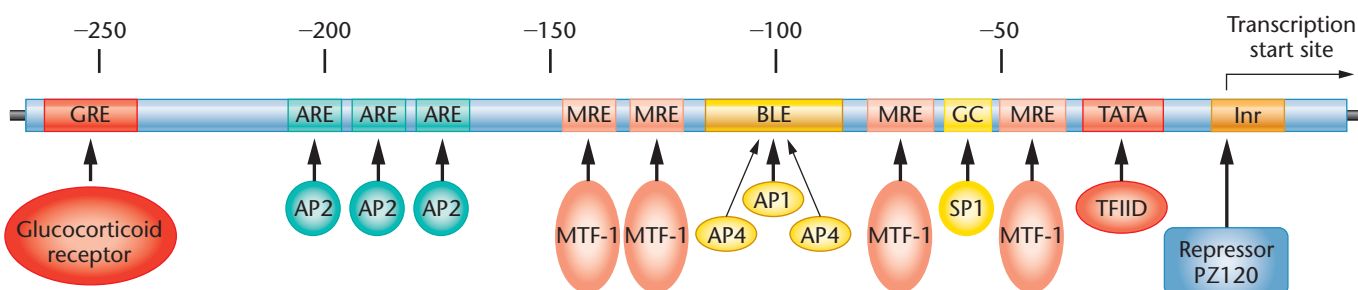 −250 −200 −150 −100 −50 Transcription
start site
GRE ARE ARE ARE MRE MRE BLE MRE GC MRE TATA Inr
AP2 AP2 AP2 AP1 SP1 TFIID
Glucocorticoid
receptor
MTF-1 MTF-1 AP4 AP4 MTF-1 MTF-1
Repressor
PZ120